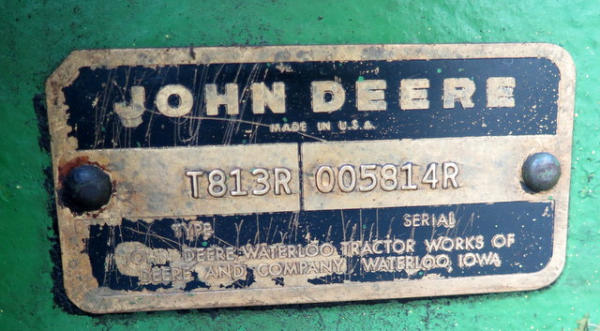 JOHN DEERE
MADE IN U.S.A.
T813R 005814R
TYPE SERIAL
JOHN DEERE WATERLOO TRACTOR WORKS OF
DEERE AND COMPANY, WATERLOO, IOWA